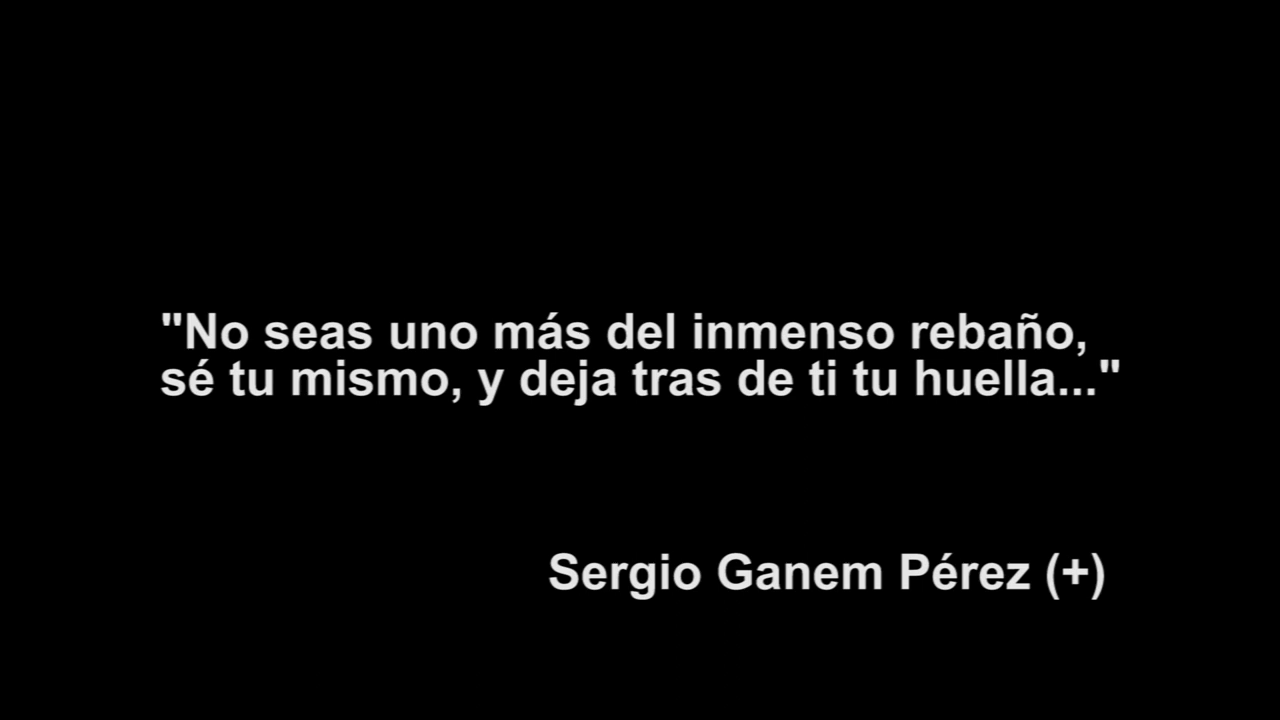 "No seas uno más del inmenso rebaño,
sé tu mismo, y deja tras de ti tu huella..."
Sergio Ganem Pérez (+)